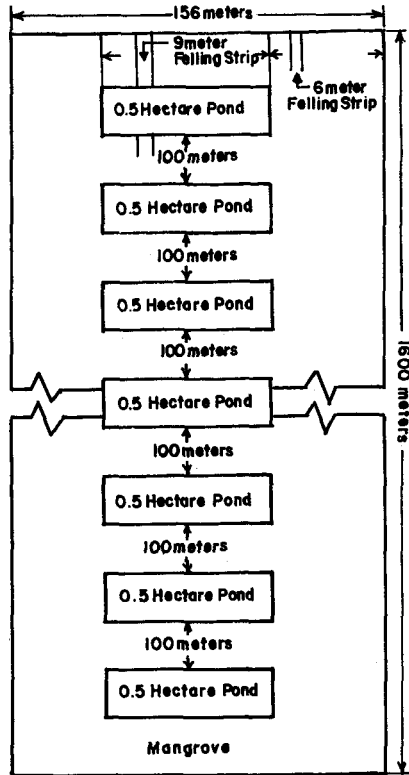 156 meters
9 meter
Felling Strip
6 meter
Felling Strip
0.5 Hectare Pond
100 meters
0.5 Hectare Pond
100 meters
0.5 Hectare Pond
100 meters
1600 meters
0.5 Hectare Pond
100 meters
0.5 Hectare Pond
100 meters
0.5 Hectare Pond
100 meters
0.5 Hectare Pond
Mangrove